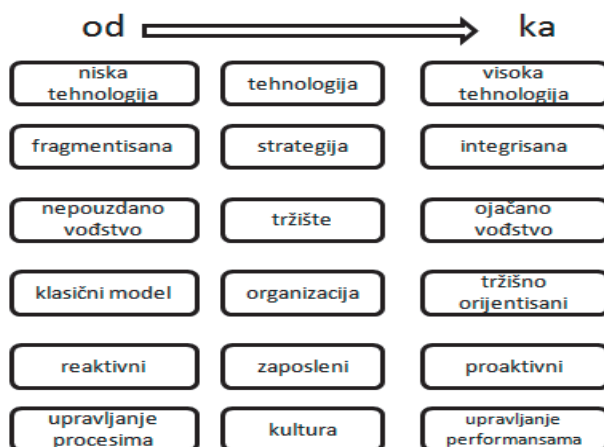 od ka
niska tehnologija visoka
tehnologija tehnologija
fragmentisana strategija integrisana
nepouzdano tržište ojačano
vođstvo vođstvo
klasični model organizacija tržišno
orijentisani
reaktivni zaposleni proaktivni
upravljanje kultura upravljanje
procesima performansama